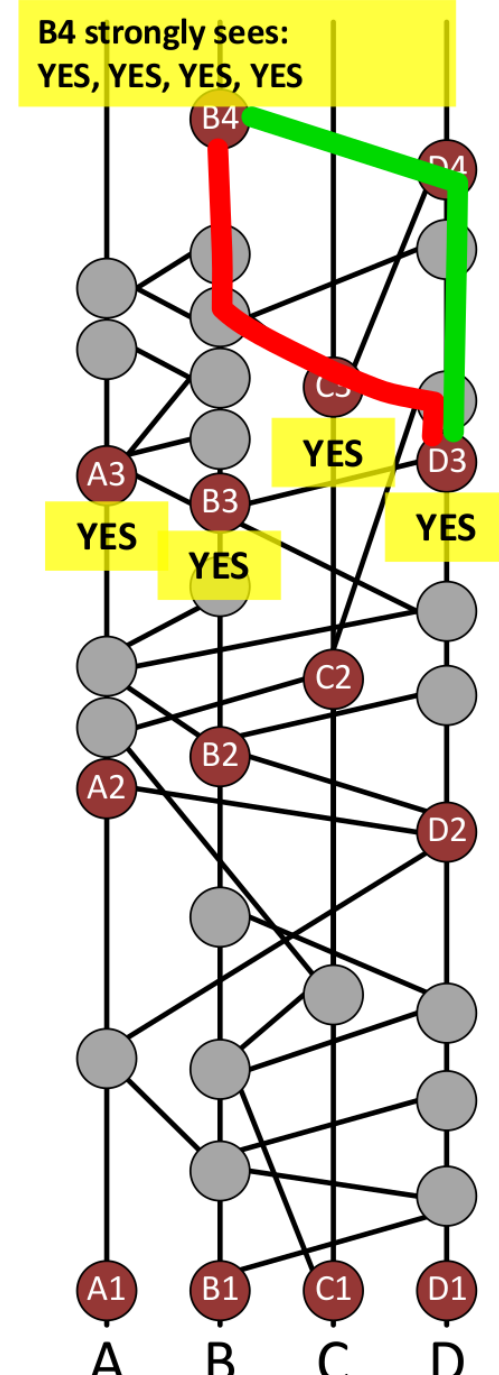 B4 strongly sees:
YES, YES, YES, YES
B4
D4
C3
A3
YES
D3
B3
YES
YES
YES
C2
B2
A2
D2
A1 B1 C1 D1
A B C D